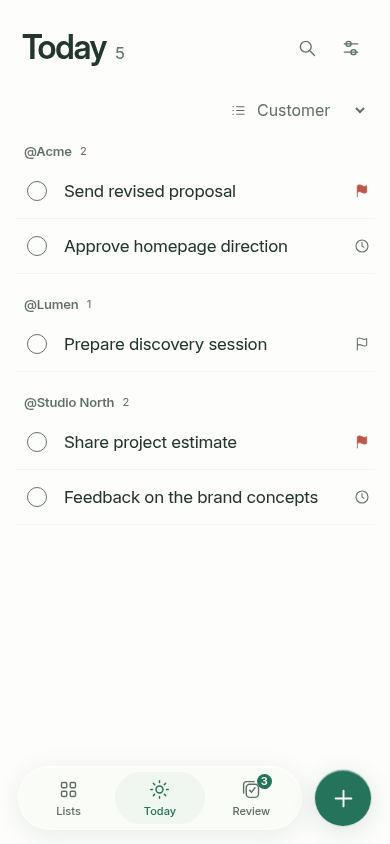 Today 5
Customer
@Acme 2
Send revised proposal
Approve homepage direction
@Lumen 1
Prepare discovery session
@Studio North 2
Share project estimate
Feedback on the brand concepts
3
Lists Today Review